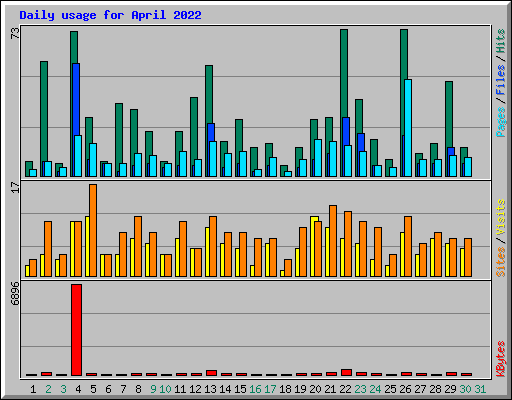 Daily usage for April 2022
73
Pages / Files / Hits
17
Sites / Visits
6896
KBytes
1 2 3 4 5 6 7 8 9 10 11 12 13 14 15 16 17 18 19 20 21 22 23 24 25 26 27 28 29 30 31